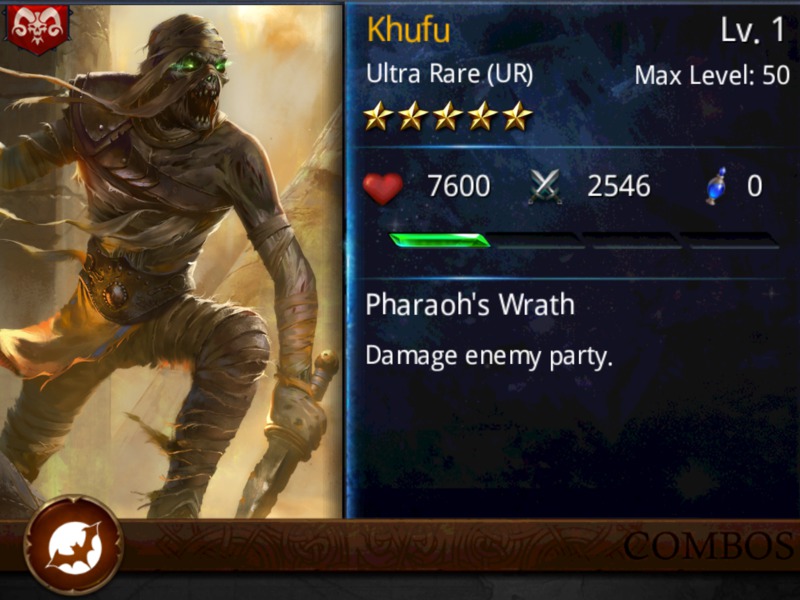 Khufu Lv. 1
Ultra Rare (UR) Max Level: 50
7600 2546 0
Pharaoh's Wrath
Damage enemy party.
COMBOS